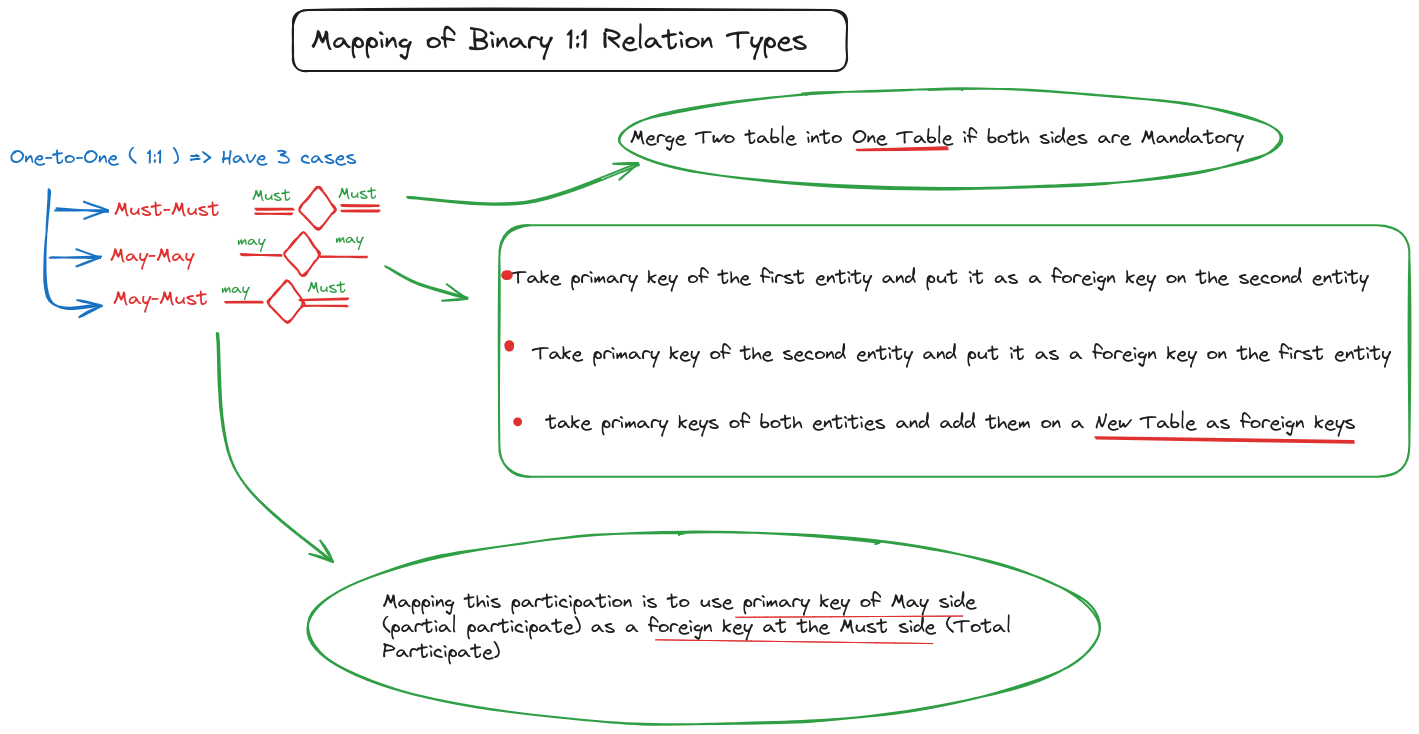 Mapping of Binary 1:1 Relation Types
Merge Two table into One Table if both sides are Mandatory
One-to-One ( 1:1 ) => Have 3 cases
Must-Must
Must
Must
May-May
may
may
May-Must
may
Must
Take primary key of the first entity and put it as a foreign key on the second entity
Take primary key of the second entity and put it as a foreign key on the first entity
take primary keys of both entities and add them on a New Table as foreign keys
Mapping this participation is to use primary key of May side
(partial participate) as a foreign key at the Must side (Total
Participate)